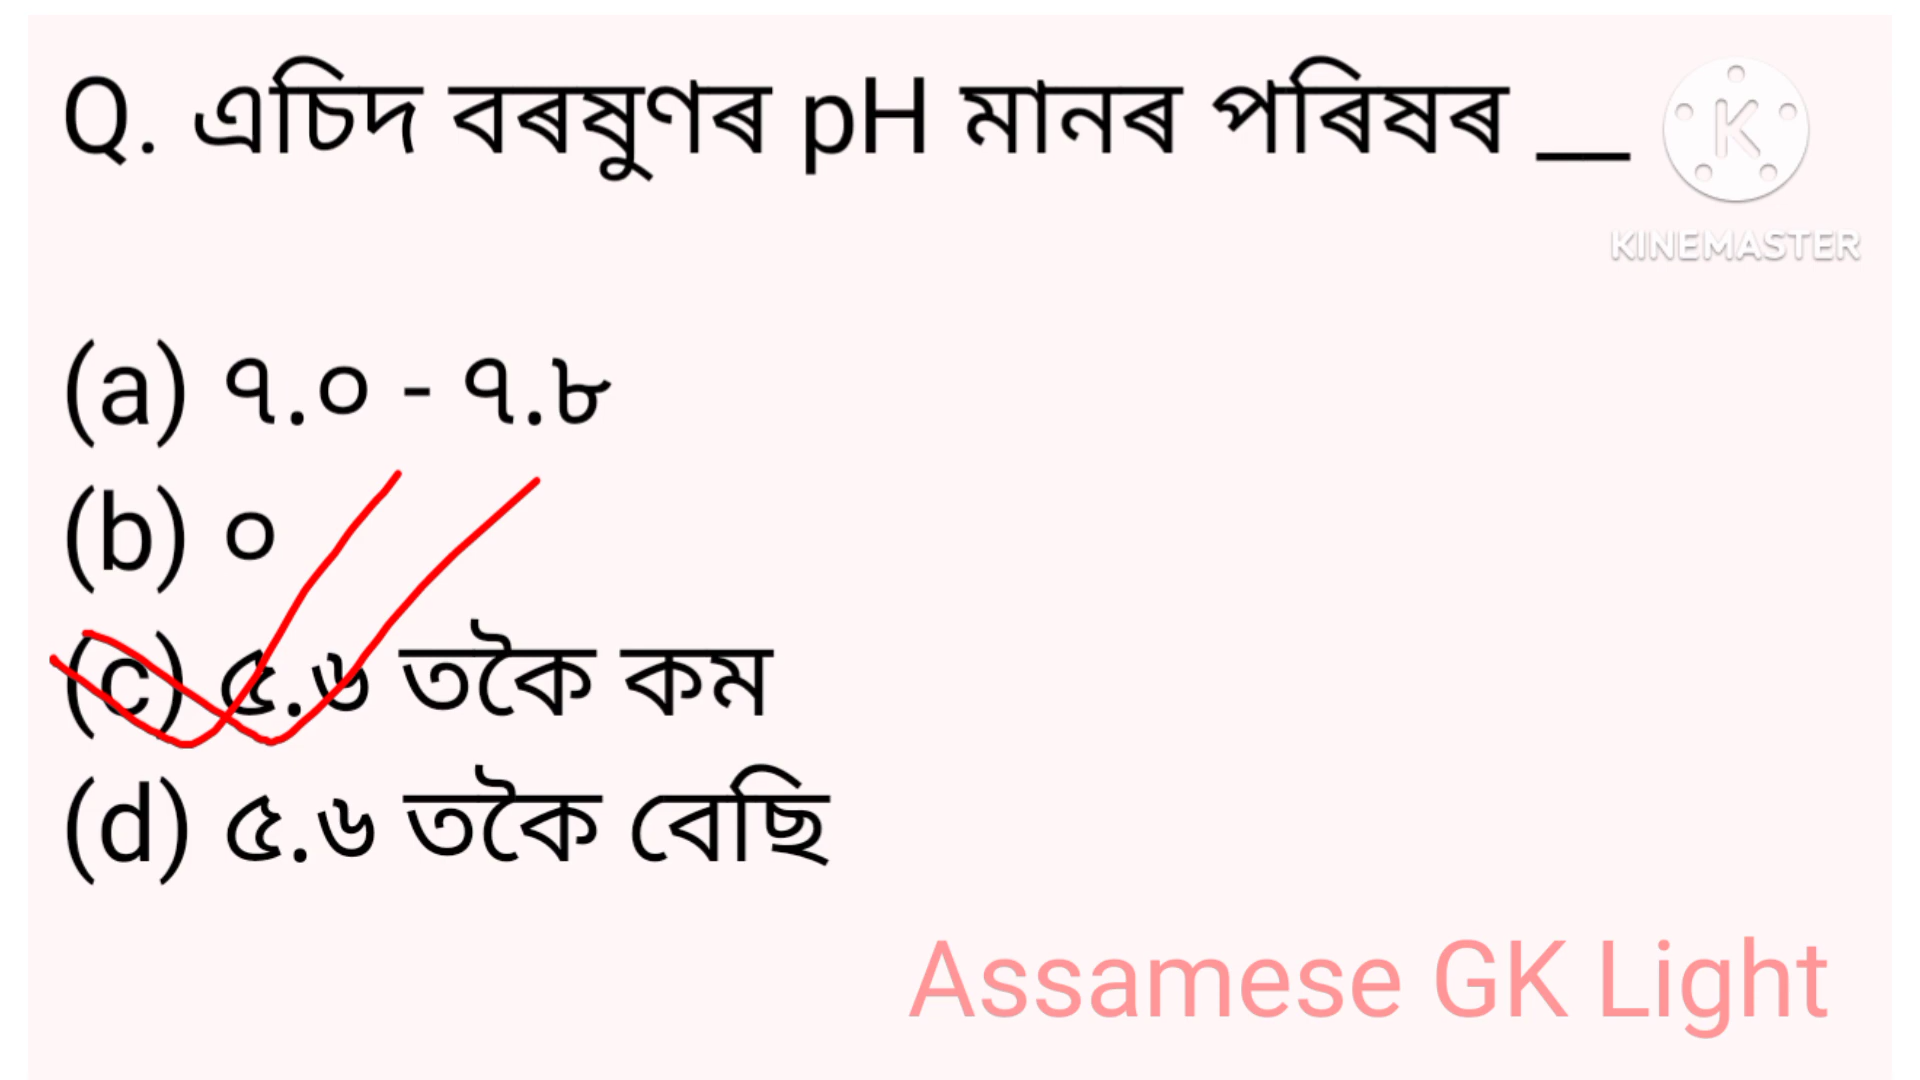 Q. এচিদ বৰষুণৰ pH মানৰ পৰিষৰ __
K
KINEMASTER
(a) ৭.০ - ৭.৮
(b) ০
(c) ৫.৬ তকৈ কম
(d) ৫.৬ তকৈ বেছি
Assamese GK Light